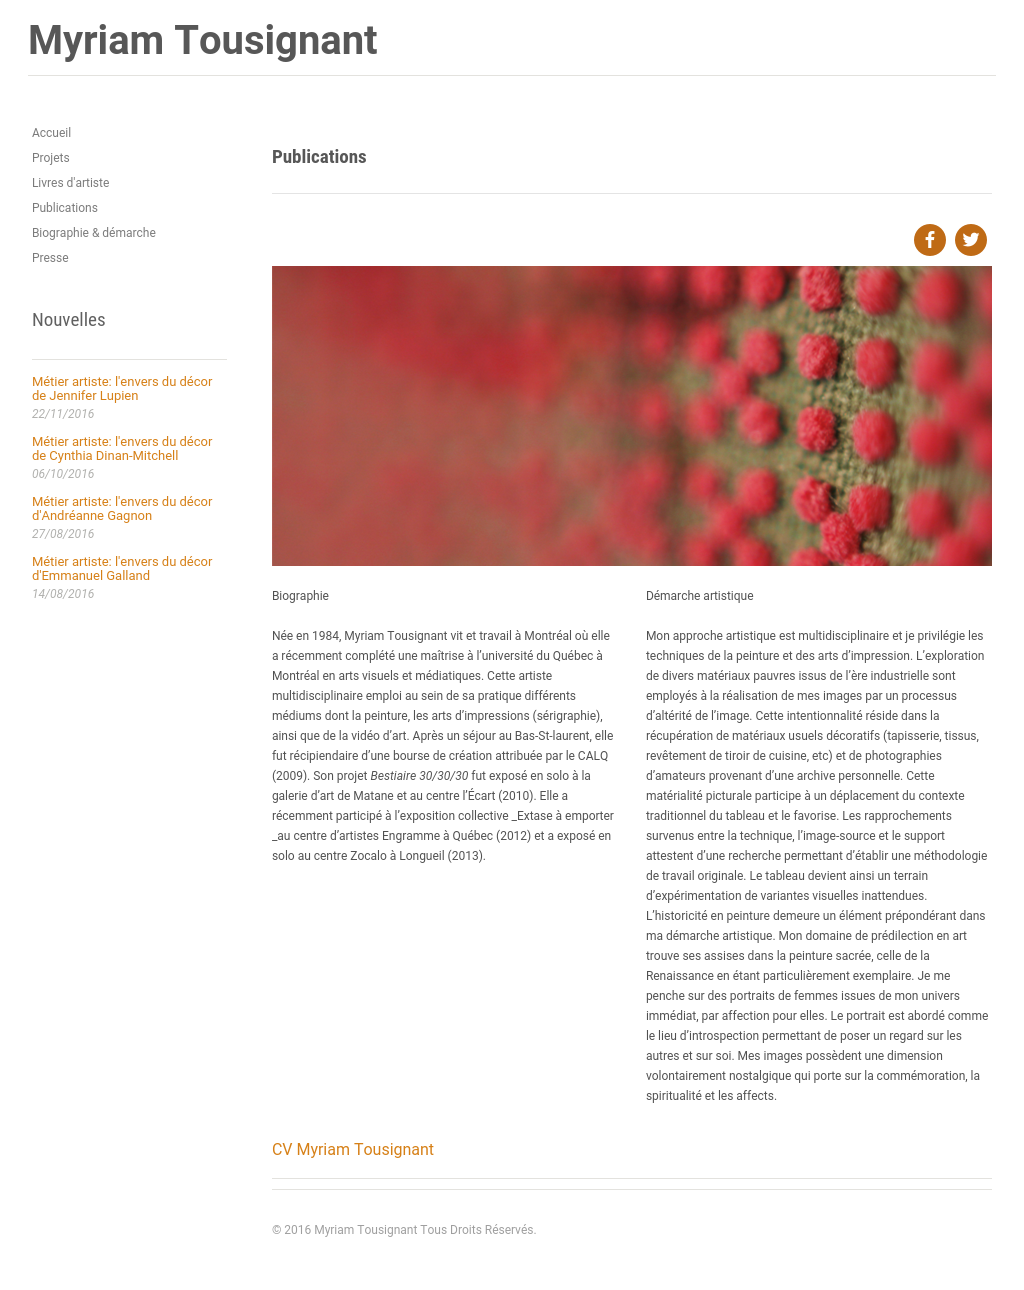 Myriam Tousignant
Accueil
Projets
Livres d'artiste
Publications
Biographie & démarche
Presse
Nouvelles
Métier artiste: l'envers du décor
de Jennifer Lupien
22/11/2016
Métier artiste: l'envers du décor
de Cynthia Dinan-Mitchell
06/10/2016
Métier artiste: l'envers du décor
d'Andréanne Gagnon
27/08/2016
Métier artiste: l'envers du décor
d'Emmanuel Galland
14/08/2016
Publications
Biographie
Née en 1984, Myriam Tousignant vit et travail à Montréal où elle
a récemment complété une maîtrise à l'université du Québec à
Montréal en arts visuels et médiatiques. Cette artiste
multidisciplinaire emploi au sein de sa pratique différents
médiums dont la peinture, les arts d'impressions (sérigraphie),
ainsi que de la vidéo d'art. Après un séjour au Bas-St-laurent, elle
fut récipiendaire d'une bourse de création attribuée par le CALQ
(2009). Son projet Bestiaire 30/30/30 fut exposé en solo à la
galerie d'art de Matane et au centre l'Écart (2010). Elle a
récemment participé à l'exposition collective _Extase à emporter
_au centre d'artistes Engramme à Québec (2012) et a exposé en
solo au centre Zocalo à Longueil (2013).
Démarche artistique
Mon approche artistique est multidisciplinaire et je privilégie les
techniques de la peinture et des arts d'impression. L'exploration
de divers matériaux pauvres issus de l'ère industrielle sont
employés à la réalisation de mes images par un processus
d'altérité de l'image. Cette intentionnalité réside dans la
récupération de matériaux usuels décoratifs (tapisserie, tissus,
revêtement de tiroir de cuisine, etc) et de photographies
d'amateurs provenant d'une archive personnelle. Cette
matérialité picturale participe à un déplacement du contexte
traditionnel du tableau et le favorise. Les rapprochements
survenus entre la technique, l'image-source et le support
attestent d'une recherche permettant d'établir une méthodologie
de travail originale. Le tableau devient ainsi un terrain
d'expérimentation de variantes visuelles inattendues.
L'historicité en peinture demeure un élément prépondérant dans
ma démarche artistique. Mon domaine de prédilection en art
trouve ses assises dans la peinture sacrée, celle de la
Renaissance en étant particulièrement exemplaire. Je me
penche sur des portraits de femmes issues de mon univers
immédiat, par affection pour elles. Le portrait est abordé comme
le lieu d'introspection permettant de poser un regard sur les
autres et sur soi. Mes images possèdent une dimension
volontairement nostalgique qui porte sur la commémoration, la
spiritualité et les affects.
CV Myriam Tousignant
© 2016 Myriam Tousignant Tous Droits Réservés.